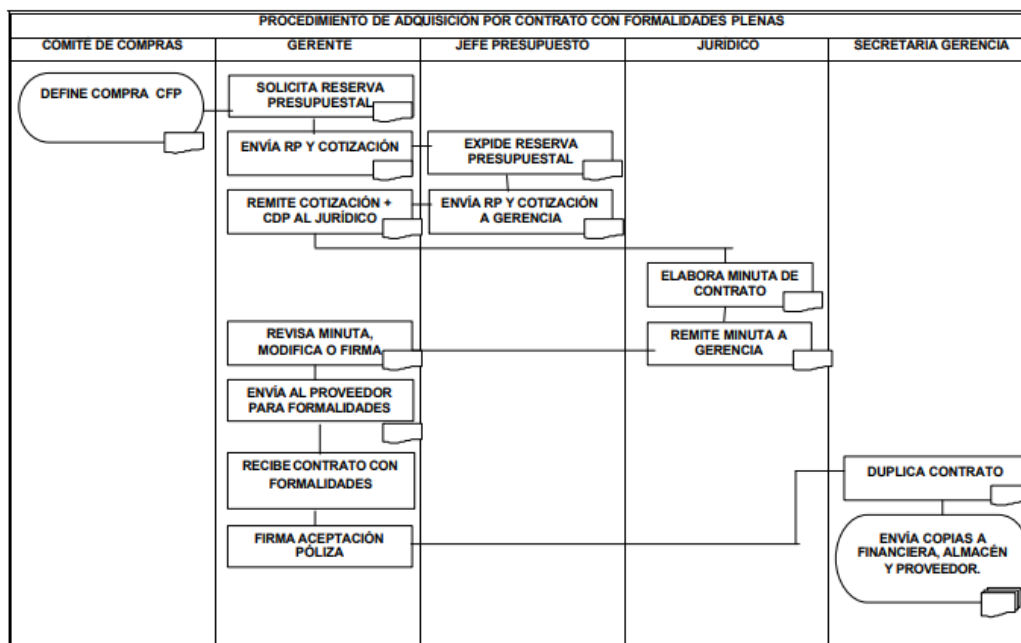 PROCEDIMIENTO DE ADQUISICIÓN POR CONTRATO CON FORMALIDADES PLENAS
COMITÉ DE COMPRAS
GERENTE
JEFE PRESUPUESTO
JURÍDICO
SECRETARIA GERENCIA
DEFINE COMPRA CFP
SOLICITA RESERVA
PRESUPUESTAL
ENVÍA RP Y COTIZACIÓN
EXPIDE RESERVA
PRESUPUESTAL
REMITE COTIZACIÓN +
CDP AL JURÍDICO
ENVÍA RP Y COTIZACIÓN
A GERENCIA
ELABORA MINUTA DE
CONTRATO
REVISA MINUTA,
MODIFICA O FIRMA
REMITE MINUTA A
GERENCIA
ENVÍA AL PROVEEDOR
PARA FORMALIDADES
RECIBE CONTRATO CON
FORMALIDADES
DUPLICA CONTRATO
FIRMA ACEPTACIÓN
PÓLIZA
ENVÍA COPIAS A
FINANCIERA, ALMACÉN
Y PROVEEDOR.